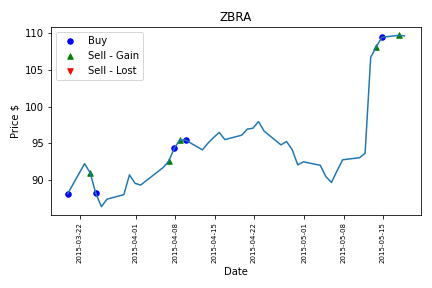 ZBRA
Buy
Sell - Gain
Sell - Lost
110
105
100
95
90
Price $
2015-03-22
2015-04-01
2015-04-08
2015-04-15
2015-04-22
2015-05-01
2015-05-08
2015-05-15
Date